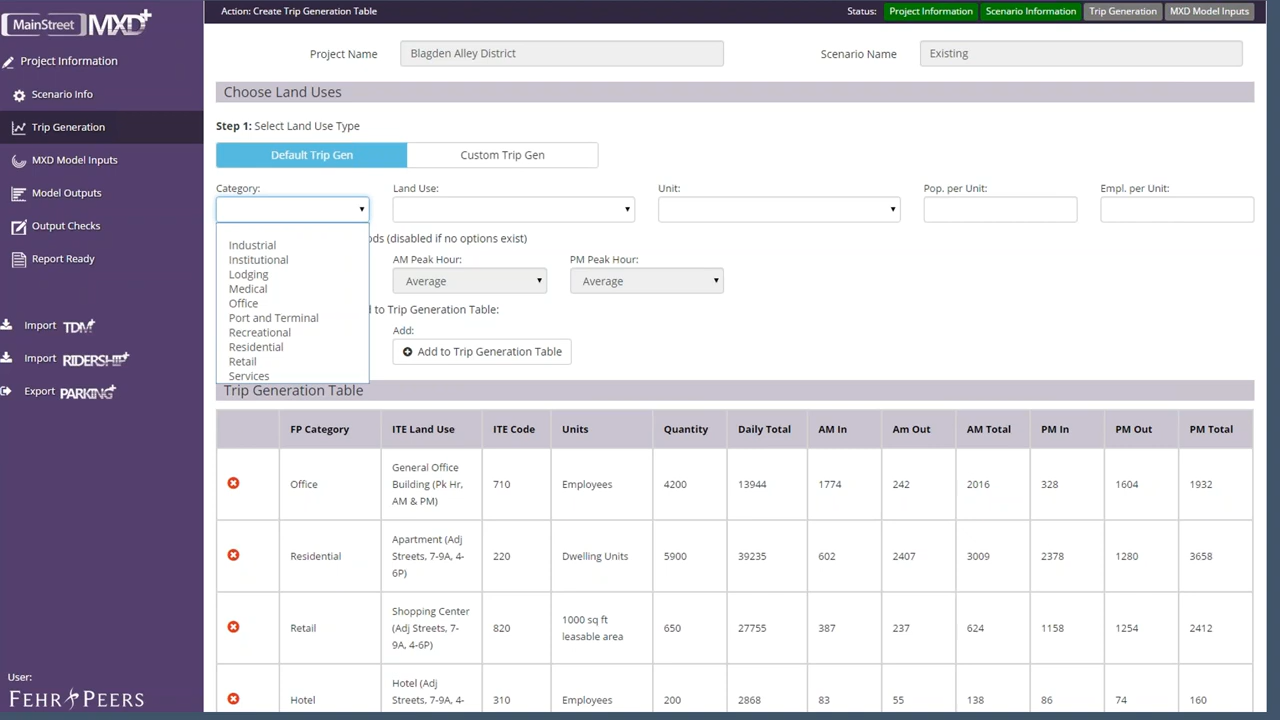 MainStreet MXD+
Action: Create Trip Generation Table
Status: Project Information Scenario Information Trip Generation MXD Model Inputs
Project Information
Scenario Info
Trip Generation
MXD Model Inputs
Model Outputs
Output Checks
Report Ready
Import TDM+
Import RIDERSHIP+
Export PARKING+
User:
FEHR PEERS
Project Name Blagden Alley District Scenario Name Existing
Choose Land Uses
Step 1: Select Land Use Type
Default Trip Gen Custom Trip Gen
Category: Land Use: Unit: Pop. per Unit: Empl. per Unit:
Industrial
Institutional
Lodging
Medical
Office
Port and Terminal
Recreational
Residential
Retail
Services
ods (disabled if no options exist)
AM Peak Hour: PM Peak Hour:
Average Average
d to Trip Generation Table:
Add:
Add to Trip Generation Table
Trip Generation Table
FP Category ITE Land Use ITE Code Units Quantity Daily Total AM In Am Out AM Total PM In PM Out PM Total
Office General Office Building (Pk Hr, AM & PM) 710 Employees 4200 13944 1774 242 2016 328 1604 1932
Residential Apartment (Adj Streets, 7-9A, 4-6P) 220 Dwelling Units 5900 39235 602 2407 3009 2378 1280 3658
Retail Shopping Center (Adj Streets, 7-9A, 4-6P) 820 1000 sq ft leasable area 650 27755 387 237 624 1158 1254 2412
Hotel Hotel (Adj Streets, 7-9A, 4- 310 Employees 200 2868 83 55 138 86 74 160